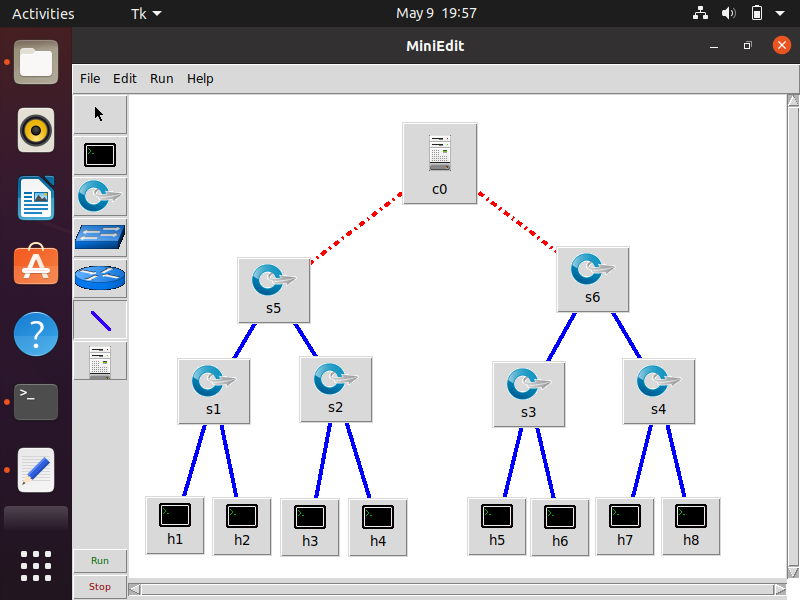 Activities Tk May 9 19:57
MiniEdit
File Edit Run Help
c0
s5 s6
s1 s2 s3 s4
h1 h2 h3 h4 h5 h6 h7 h8
Run
Stop